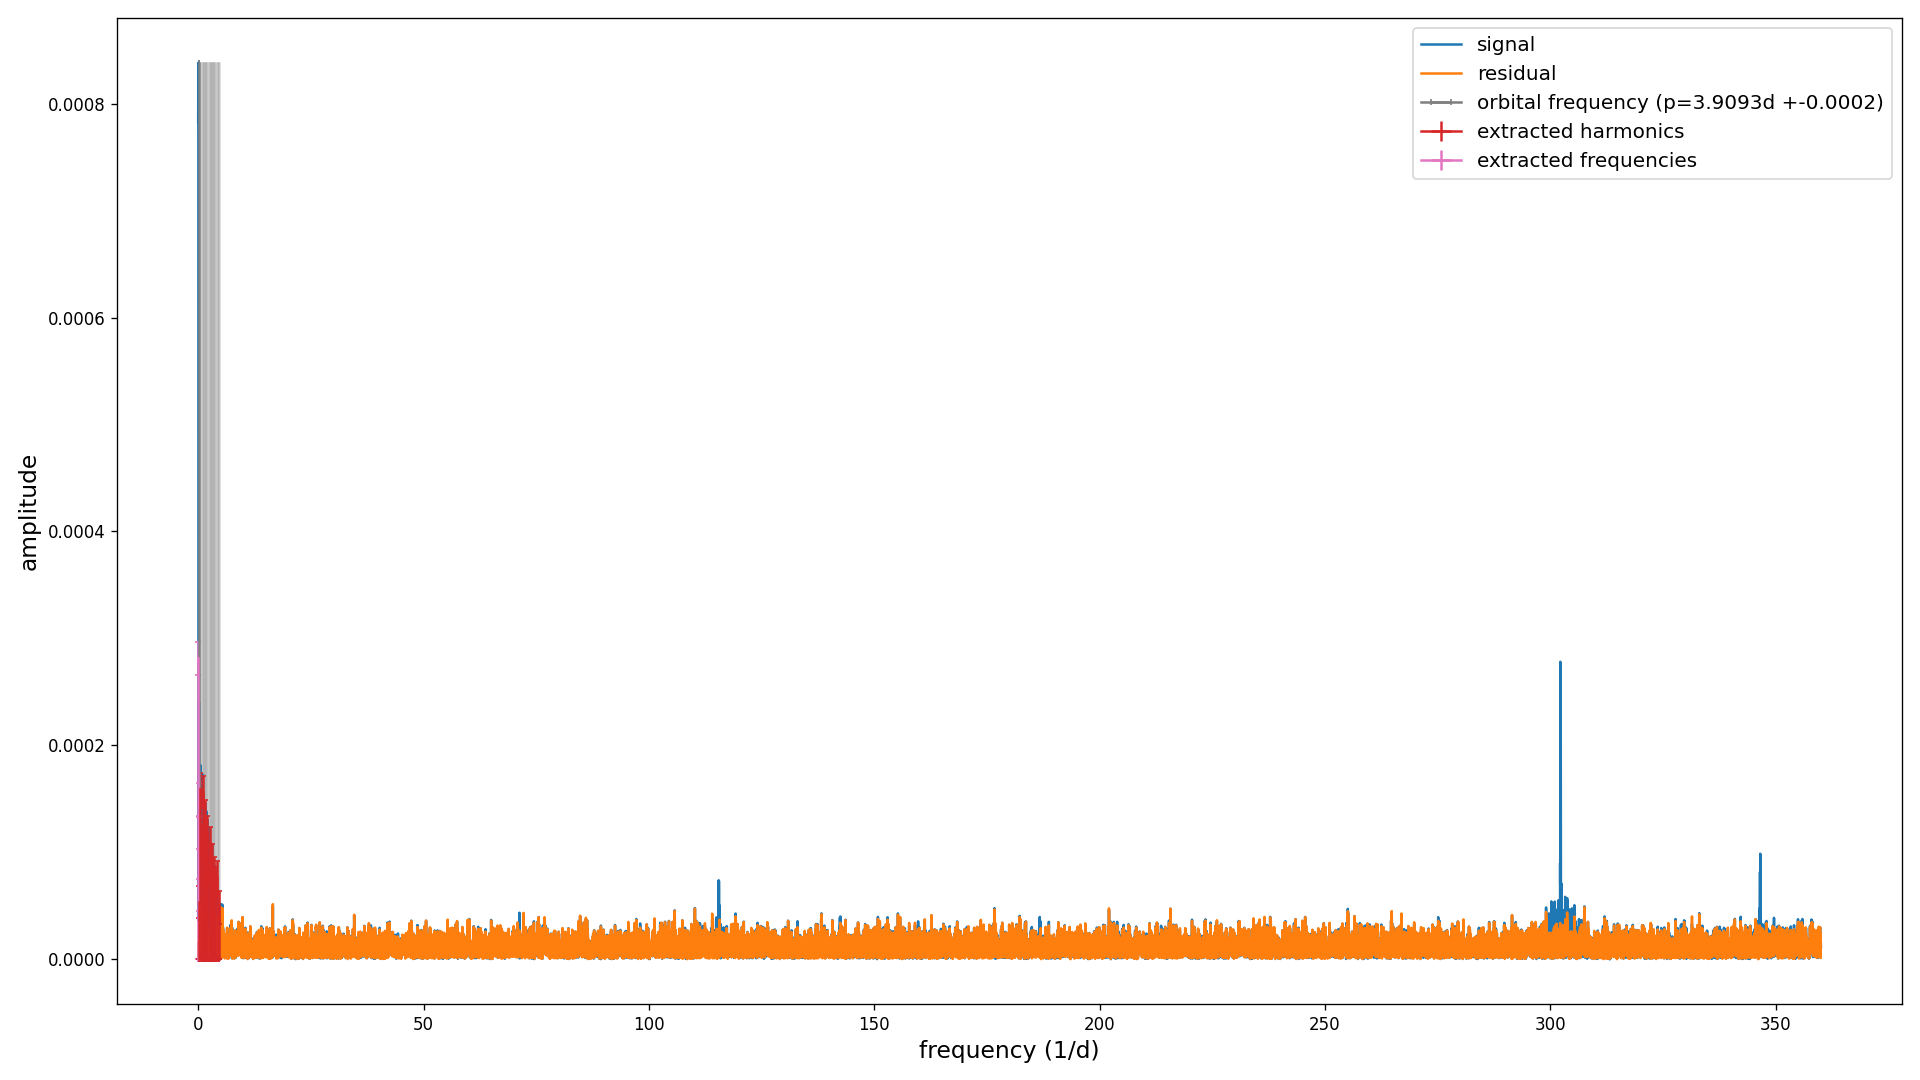 signal
residual
orbital frequency (p=3.9093d +-0.0002)
extracted harmonics
extracted frequencies
0.0008
0.0006
0.0004
0.0002
0.0000
amplitude
0 50 100 150 200 250 300 350
frequency (1/d)